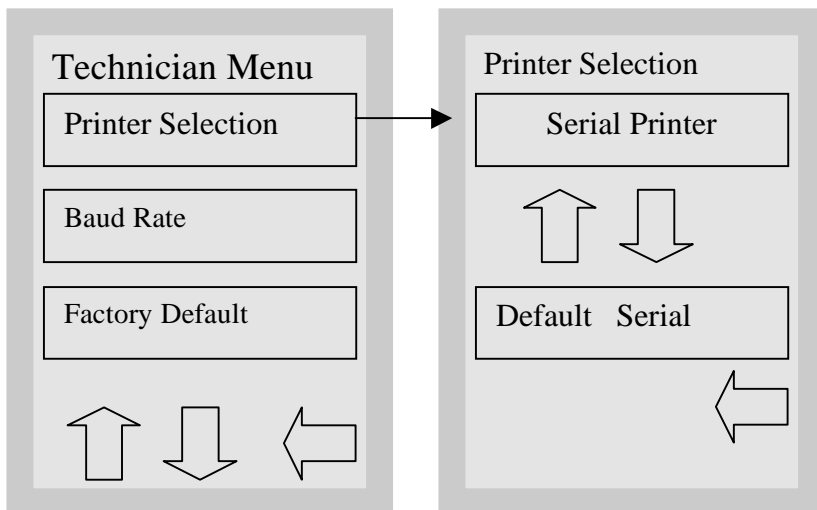 Technician Menu
Printer Selection
Baud Rate
Factory Default
Printer Selection
Serial Printer
Default Serial